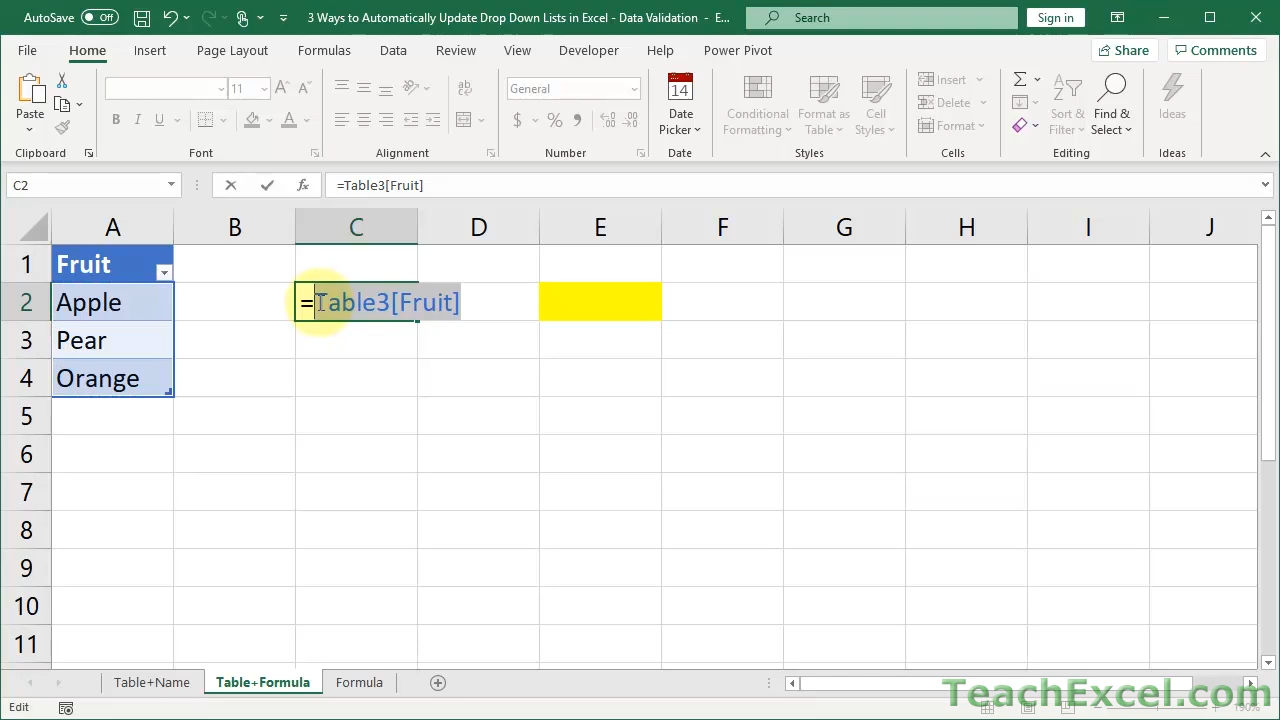 AutoSave Off 3 Ways to Automatically Update Drop Down Lists in Excel - Data Validation - E... Search Sign in
File Home Insert Page Layout Formulas Data Review View Developer Help Power Pivot Share Comments
Paste
Clipboard
11 A A
B I U A
Font
ab
Alignment
General
$ % 9
Number
14
Date
Picker
Date
Conditional
Formatting
Format as
Table
Cell
Styles
Styles
Insert
Delete
Format
Cells
Sort &
Filter
Find &
Select
Editing
Ideas
Ideas
C2 fx =Table3[Fruit]
A B C D E F G H I J
1 Fruit
2 Apple =Table3[Fruit]
3 Pear
4 Orange
5
6
7
8
9
10
11
Table+Name Table+Formula Formula
TeachExcel.com
Edit 190%